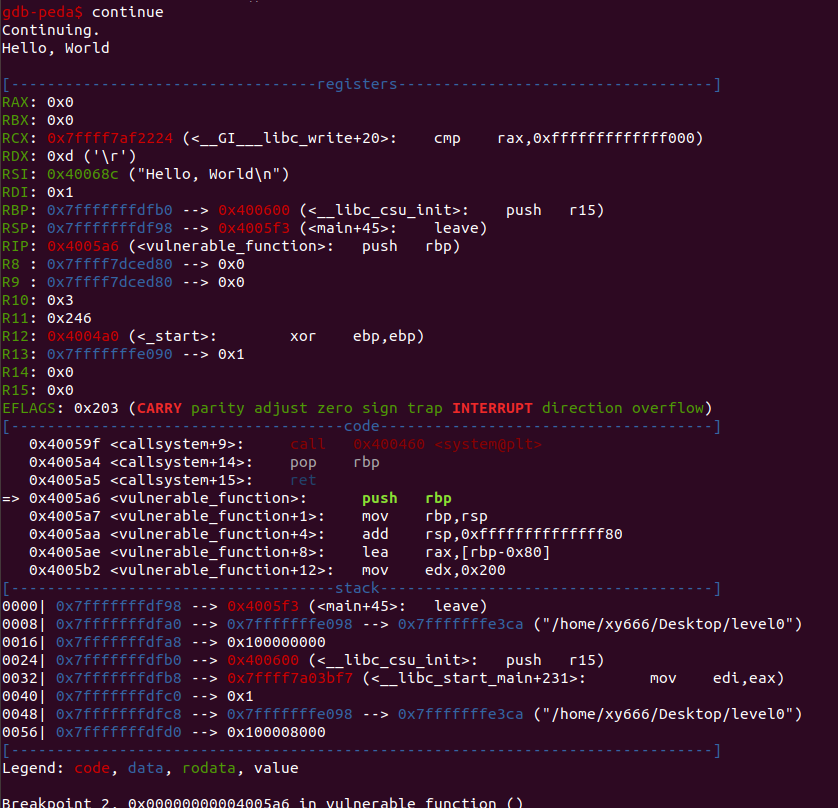 gdb-peda$ continue
Continuing.
Hello, World
[----------------------------------registers-----------------------------------]
RAX: 0x0
RBX: 0x0
RCX: 0x7ffff7af2224 (<__GI___libc_write+20>:    cmp    rax,0xfffffffffffff000)
RDX: 0xd ('\r')
RSI: 0x40068c ("Hello, World\n")
RDI: 0x1
RBP: 0x7fffffffdfb0 --> 0x400600 (<__libc_csu_init>:    push   r15)
RSP: 0x7fffffffdf98 --> 0x4005f3 (<main+45>:    leave)
RIP: 0x4005a6 (<vulnerable_function>:   push   rbp)
R8 : 0x7ffff7dced80 --> 0x0
R9 : 0x7ffff7dced80 --> 0x0
R10: 0x3
R11: 0x246
R12: 0x4004a0 (<_start>:        xor    ebp,ebp)
R13: 0x7fffffffe090 --> 0x1
R14: 0x0
R15: 0x0
EFLAGS: 0x203 (CARRY parity adjust zero sign trap INTERRUPT direction overflow)
[-------------------------------------code-------------------------------------]
   0x40059f <callsystem+9>:     call   0x400460 <system@plt>
   0x4005a4 <callsystem+14>:    pop    rbp
   0x4005a5 <callsystem+15>:    ret
=> 0x4005a6 <vulnerable_function>:      push   rbp
   0x4005a7 <vulnerable_function+1>:    mov    rbp,rsp
   0x4005aa <vulnerable_function+4>:    add    rsp,0xffffffffffffff80
   0x4005ae <vulnerable_function+8>:    lea    rax,[rbp-0x80]
   0x4005b2 <vulnerable_function+12>:   mov    edx,0x200
[------------------------------------stack-------------------------------------]
0000| 0x7fffffffdf98 --> 0x4005f3 (<main+45>:   leave)
0008| 0x7fffffffdfa0 --> 0x7fffffffe098 --> 0x7fffffffe3ca ("/home/xy666/Desktop/level0")
0016| 0x7fffffffdfa8 --> 0x100000000
0024| 0x7fffffffdfb0 --> 0x400600 (<__libc_csu_init>:   push   r15)
0032| 0x7fffffffdfb8 --> 0x7ffff7a03bf7 (<__libc_start_main+231>:       mov    edi,eax)
0040| 0x7fffffffdfc0 --> 0x1
0048| 0x7fffffffdfc8 --> 0x7fffffffe098 --> 0x7fffffffe3ca ("/home/xy666/Desktop/level0")
0056| 0x7fffffffdfd0 --> 0x100008000
[------------------------------------------------------------------------------]
Legend: code, data, rodata, value
Breakpoint 2, 0x00000000004005a6 in vulnerable_function ()